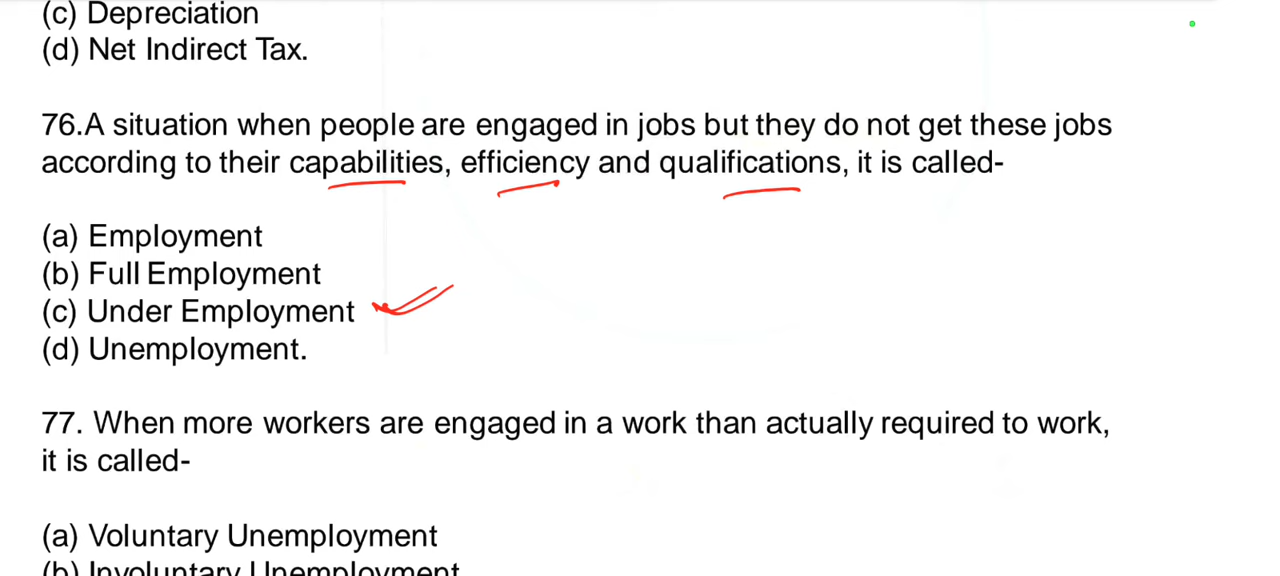 (c) Depreciation
(d) Net Indirect Tax.
76.A situation when people are engaged in jobs but they do not get these jobs
according to their capabilities, efficiency and qualifications, it is called-
(a) Employment
(b) Full Employment
(c) Under Employment
(d) Unemployment.
77. When more workers are engaged in a work than actually required to work,
it is called-
(a) Voluntary Unemployment
(b) Involuntary Unemployment